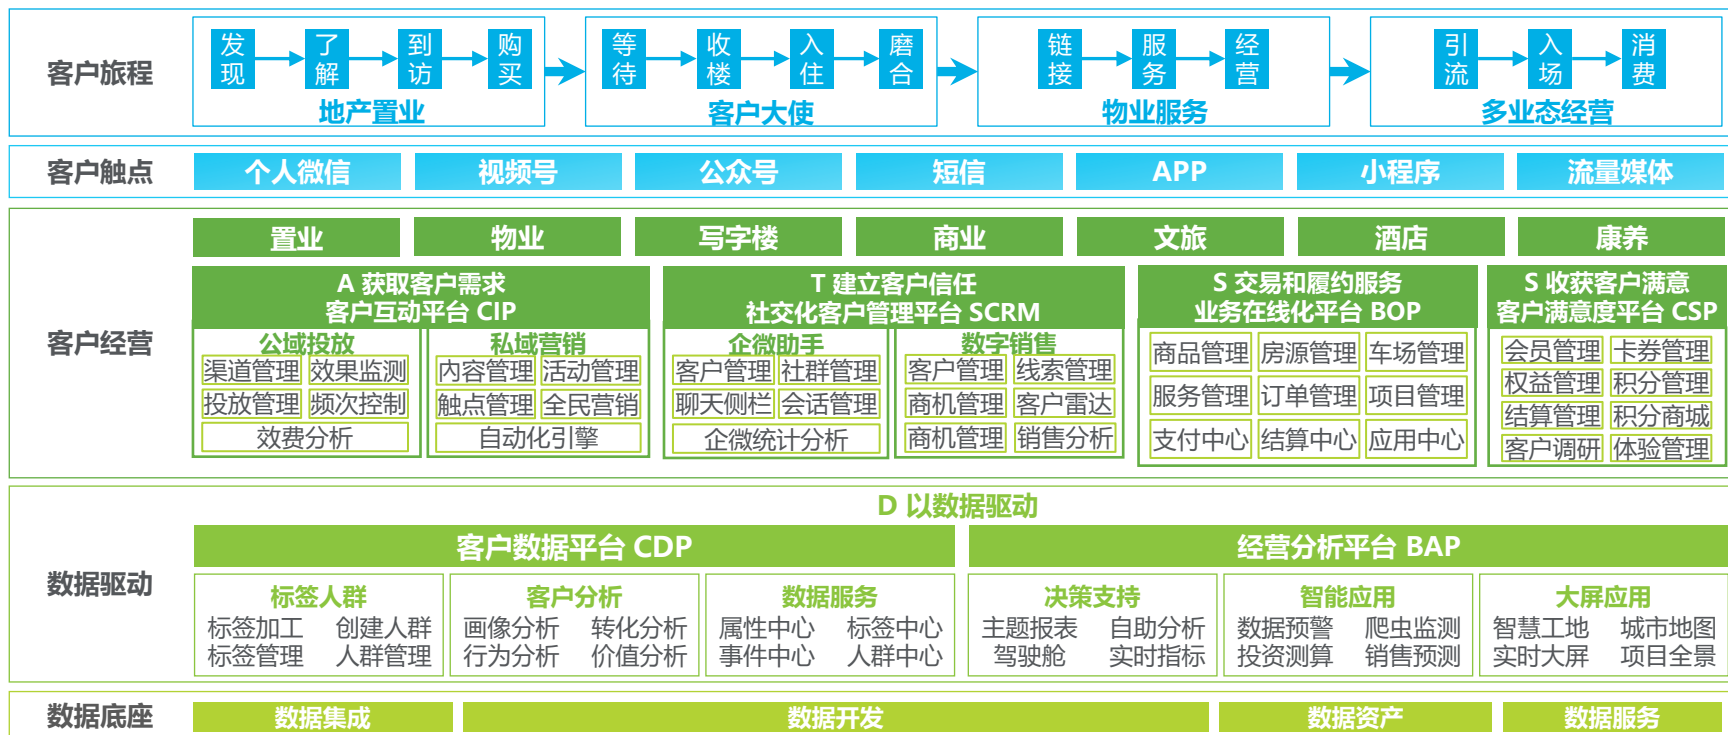 客户旅程
发现 了解 到访 购买
地产置业
等待 收楼 入住 磨合
客户大使
链接 服务 经营
物业服务
引流 入场 消费
多业态经营
客户触点
个人微信 视频号 公众号 短信 APP 小程序 流量媒体
客户经营
置业 物业 写字楼 商业 文旅 酒店 康养
A 获取客户需求
客户互动平台 CIP
公域投放
渠道管理 效果监测
投放管理 频次控制
效费分析
私域营销
内容管理 活动管理
触点管理 全民营销
自动化引擎
T 建立客户信任
社交化客户管理平台 SCRM
企微助手
客户管理 社群管理
聊天侧栏 会话管理
企微统计分析
数字销售
客户管理 线索管理
商机管理 客户雷达
商机管理 销售分析
S 交易和履约服务
业务在线化平台 BOP
商品管理 房源管理 车场管理
服务管理 订单管理 项目管理
支付中心 结算中心 应用中心
S 收获客户满意
客户满意度平台 CSP
会员管理 卡券管理
权益管理 积分管理
结算管理 积分商城
客户调研 体验管理
数据驱动
D 以数据驱动
客户数据平台 CDP
标签人群
标签加工 创建人群
标签管理 人群管理
客户分析
画像分析 转化分析
行为分析 价值分析
数据服务
属性中心 标签中心
事件中心 人群中心
经营分析平台 BAP
决策支持
主题报表 自助分析
驾驶舱 实时指标
智能应用
数据预警 爬虫监测
投资测算 销售预测
大屏应用
智慧工地 城市地图
实时大屏 项目全景
数据底座
数据集成 数据开发 数据资产 数据服务